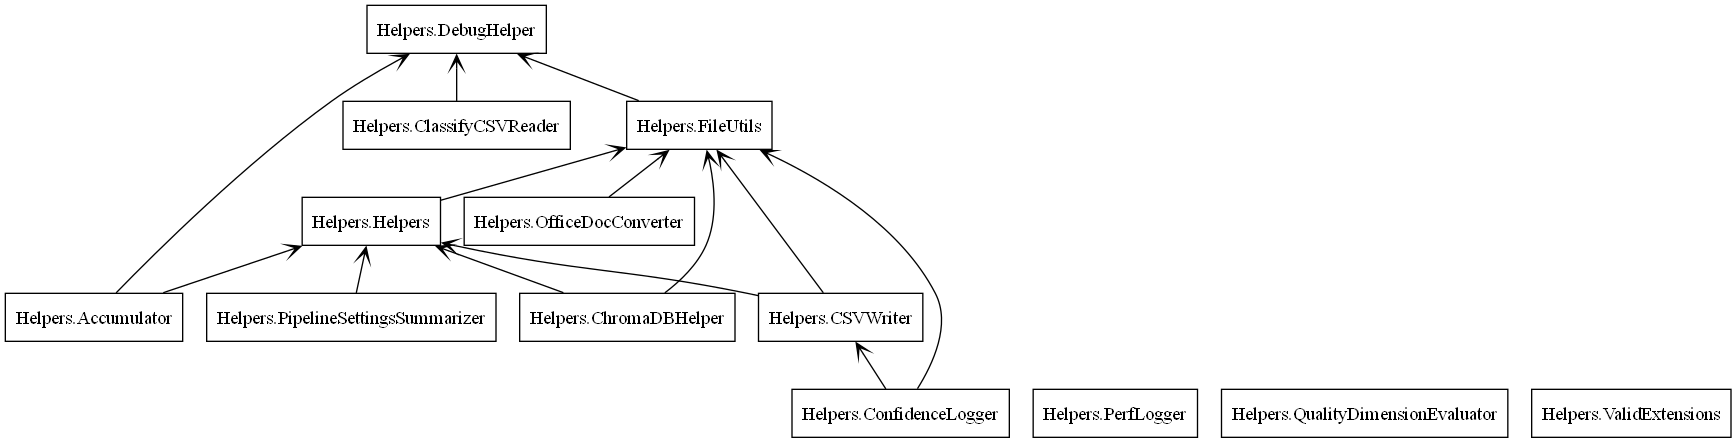 Helpers.DebugHelper
Helpers.ClassifyCSVReader
Helpers.FileUtils
Helpers.Helpers
Helpers.OfficeDocConverter
Helpers.Accumulator
Helpers.PipelineSettingsSummarizer
Helpers.ChromaDBHelper
Helpers.CSVWriter
Helpers.ConfidenceLogger
Helpers.PerfLogger
Helpers.QualityDimensionEvaluator
Helpers.ValidExtensions